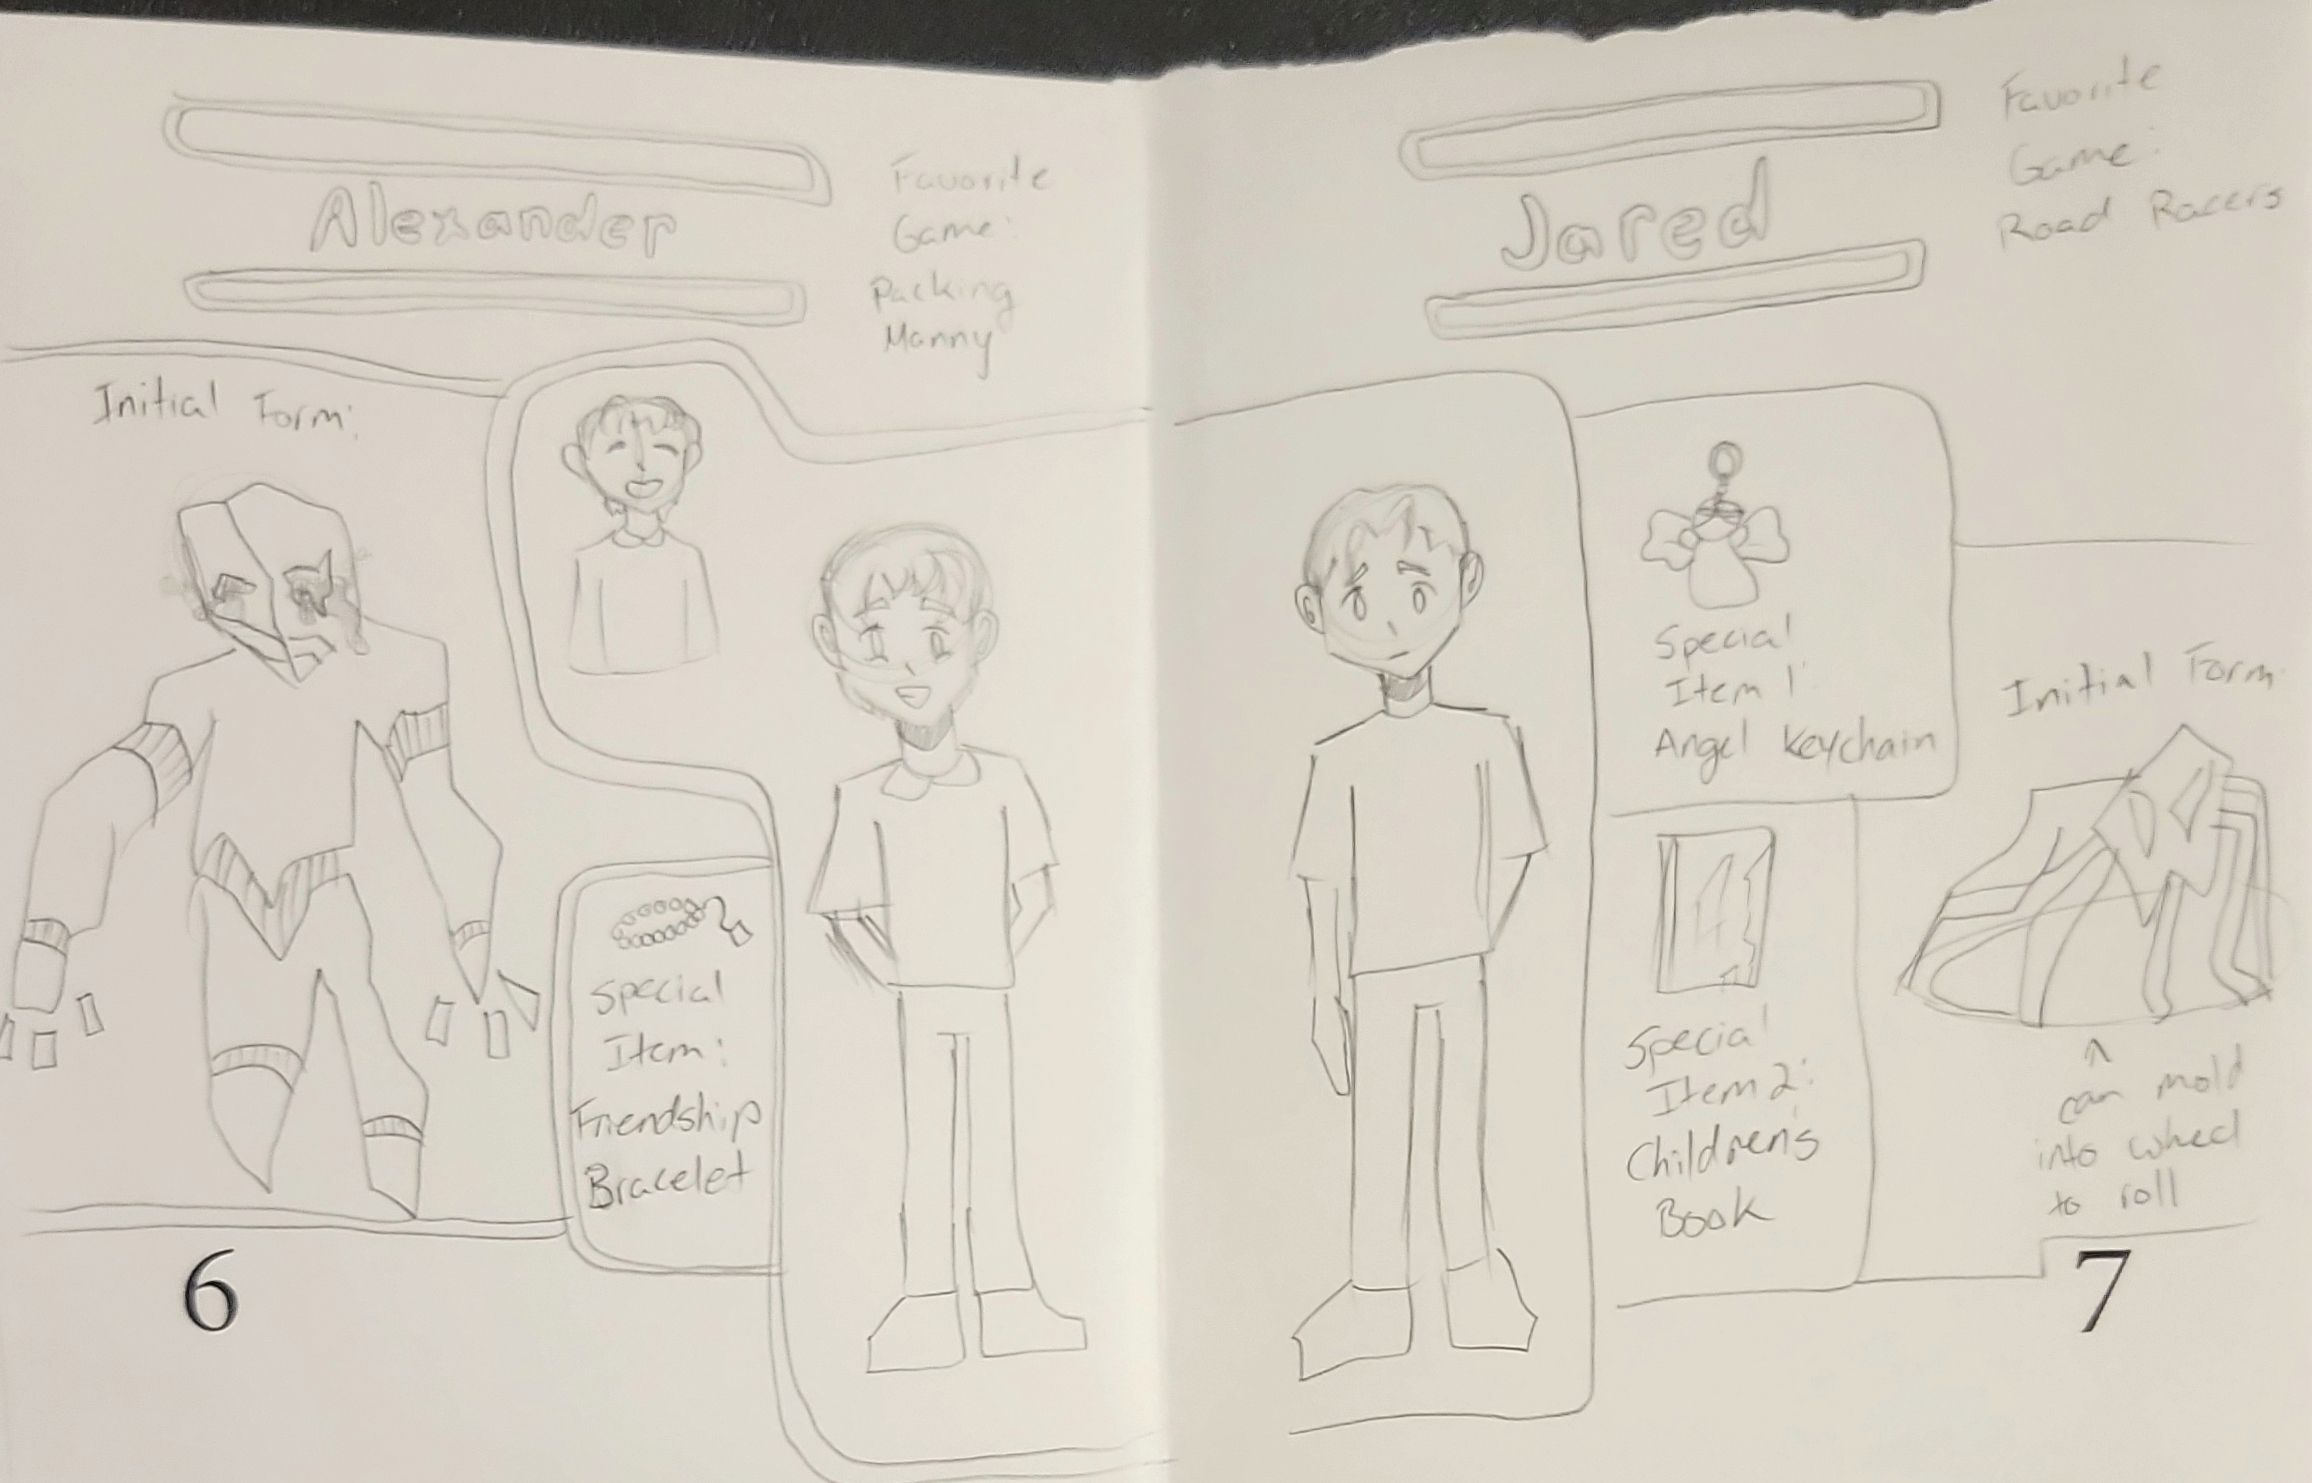 Alexander
Favorite
Game:
Packing
Manny
Initial Form:
Special
Item:
Friendship
Bracelet
6
Jared
Favorite
Game:
Road Racers
Special
Item 1:
Angel Keychain
Special
Item 2:
Children's
Book
Initial Form:
can mold
into wheel
to roll
7